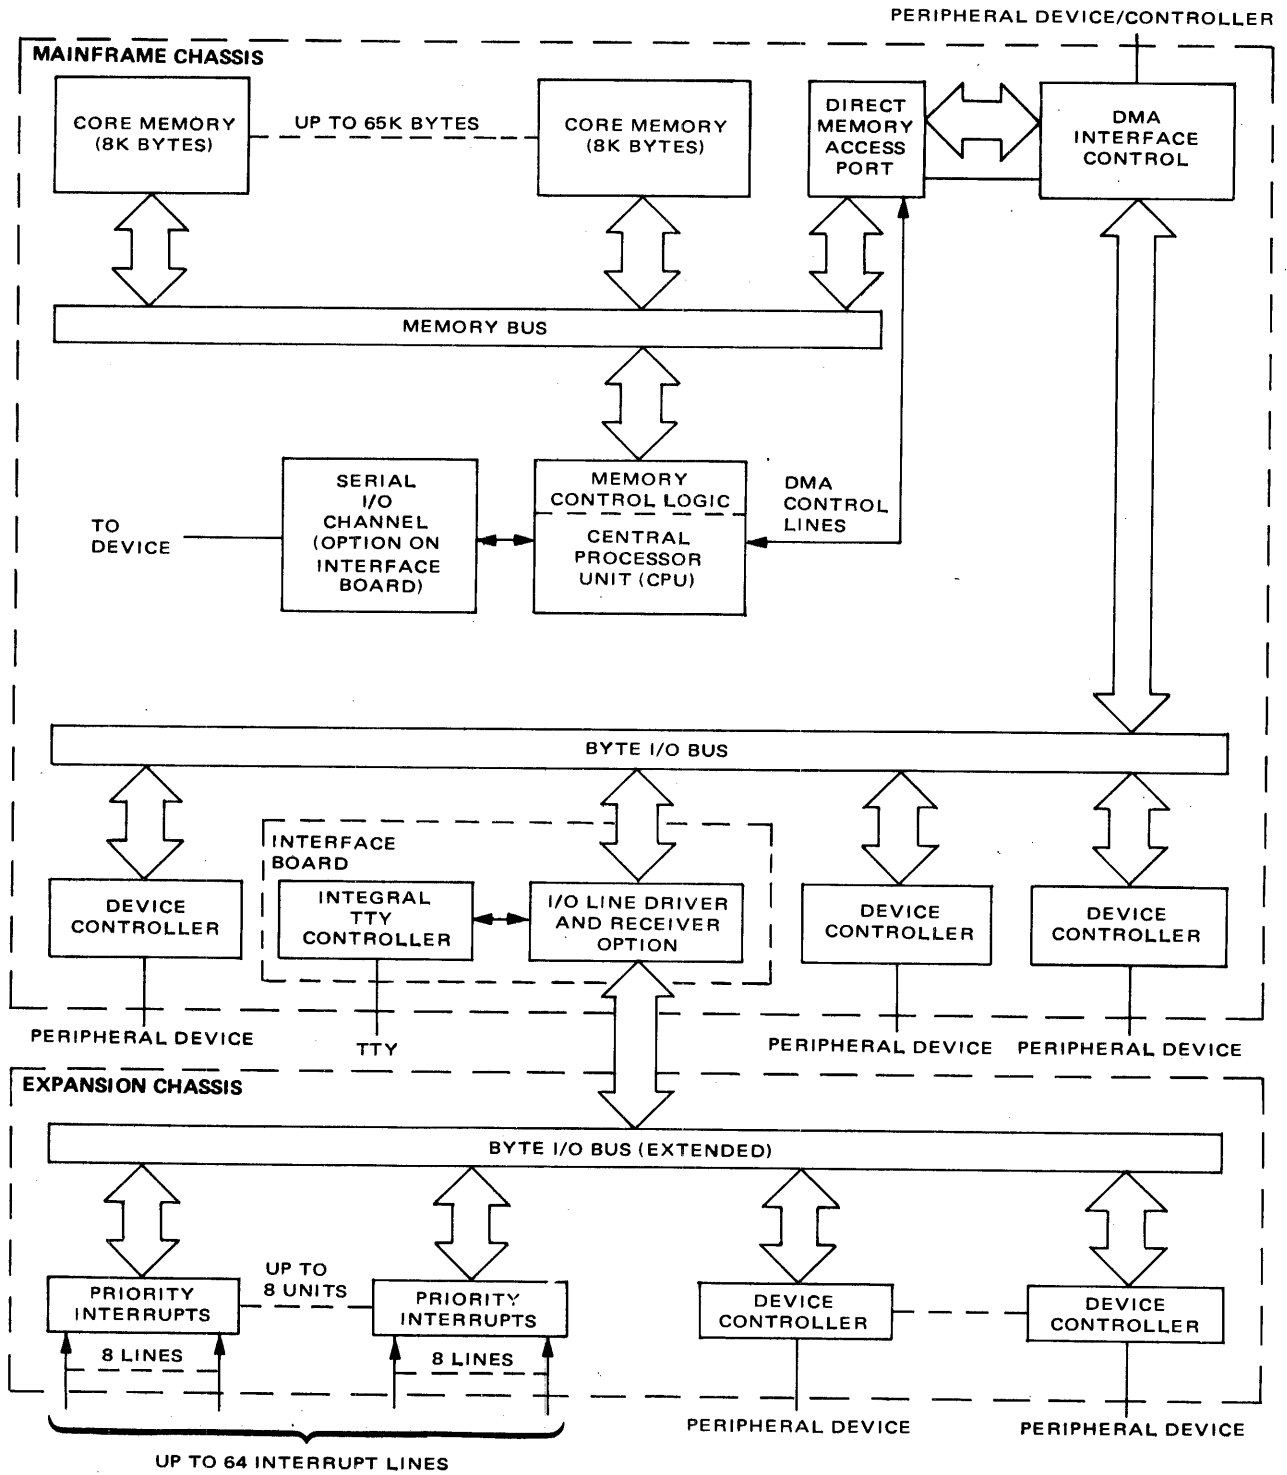 PERIPHERAL DEVICE/CONTROLLER
MAINFRAME CHASSIS
CORE MEMORY
(8K BYTES)
UP TO 65K BYTES
CORE MEMORY
(8K BYTES)
DIRECT
MEMORY
ACCESS
PORT
DMA
INTERFACE
CONTROL
MEMORY BUS
TO
DEVICE
SERIAL
I/O
CHANNEL
(OPTION ON
INTERFACE
BOARD)
MEMORY
CONTROL LOGIC
CENTRAL
PROCESSOR
UNIT (CPU)
DMA
CONTROL
LINES
BYTE I/O BUS
DEVICE
CONTROLLER
INTERFACE
BOARD
INTEGRAL
TTY
CONTROLLER
I/O LINE DRIVER
AND RECEIVER
OPTION
DEVICE
CONTROLLER
DEVICE
CONTROLLER
PERIPHERAL DEVICE
TTY
PERIPHERAL DEVICE
PERIPHERAL DEVICE
EXPANSION CHASSIS
BYTE I/O BUS (EXTENDED)
PRIORITY
INTERRUPTS
UP TO
8 UNITS
PRIORITY
INTERRUPTS
DEVICE
CONTROLLER
DEVICE
CONTROLLER
8 LINES
8 LINES
PERIPHERAL DEVICE
PERIPHERAL DEVICE
UP TO 64 INTERRUPT LINES